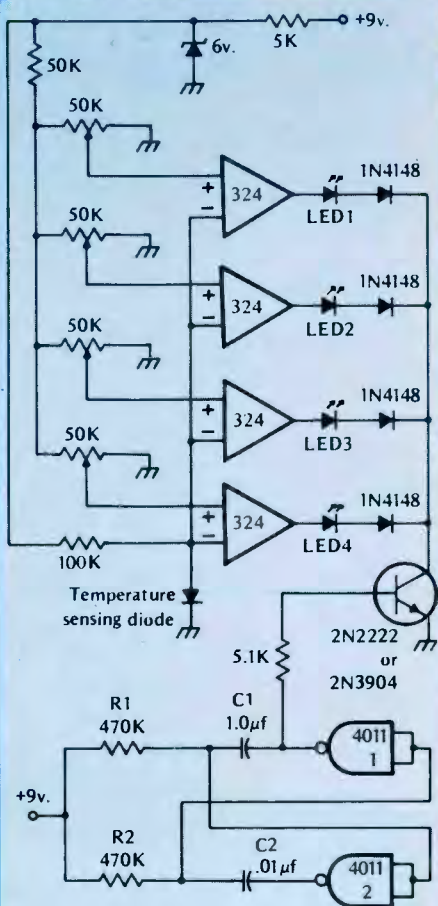 +9v.
5K
6v.
50K
50K
1N4148
+
324
−
LED1
50K
1N4148
+
324
−
LED2
50K
1N4148
+
324
−
LED3
50K
1N4148
+
324
−
LED4
100K
Temperature
sensing diode
5.1K
2N2222
or
2N3904
R1
470K
C1
1.0µf
4011
1
+9v.
R2
470K
C2
.01µf
4011
2